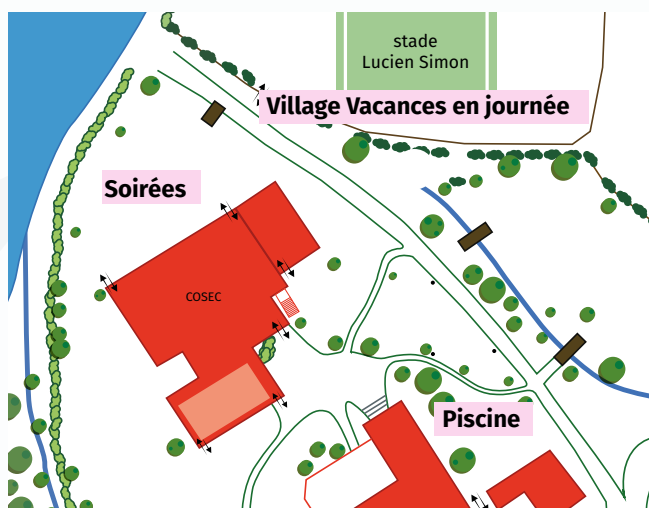 stade
Lucien Simon
Village Vacances en journée
Soirées
COSEC
Piscine